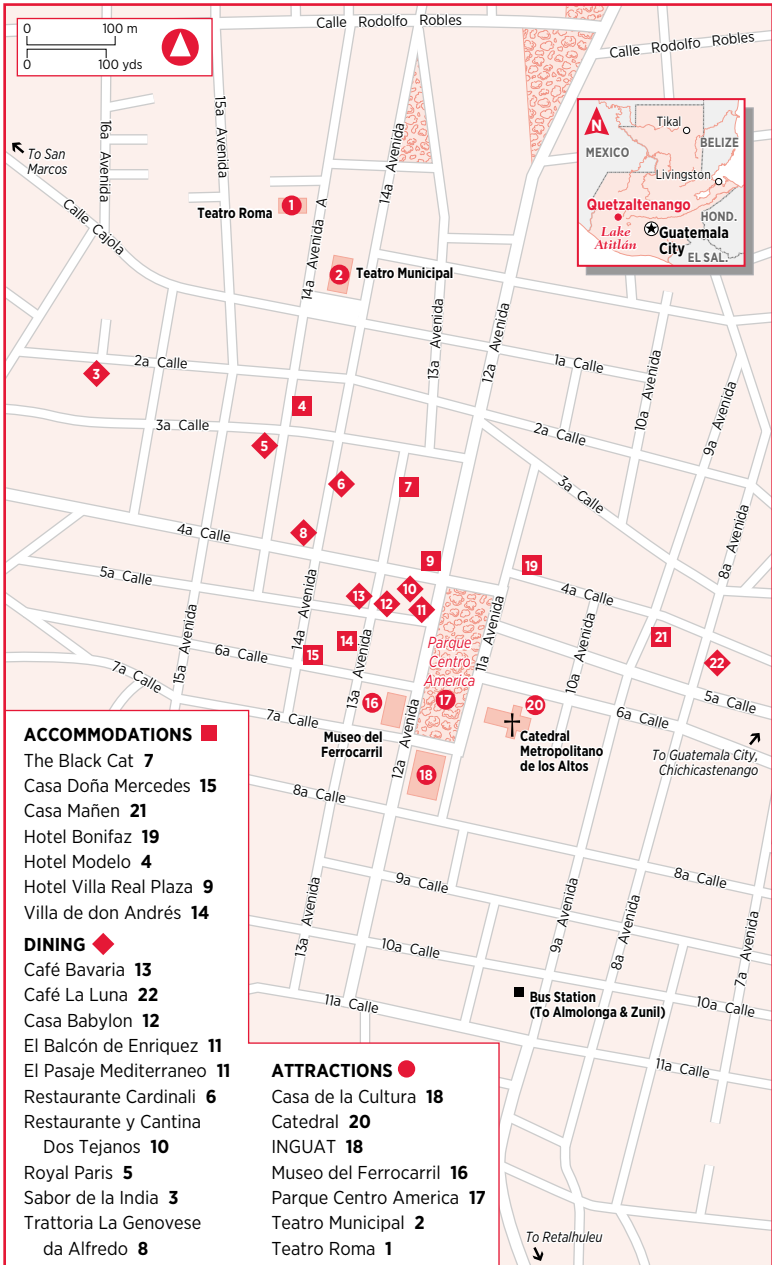 0 100 m
0 100 yds
Calle Rodolfo Robles
Calle Rodolfo Robles
N
Tikal
MEXICO
BELIZE
Livingston
Quetzaltenango
HOND.
Lake
Atitlán
Guatemala
City
EL SAL.
To San
Marcos
16a Avenida
15a Avenida
14a Avenida
Calle Cajola
Teatro Roma
1
14a Avenida A
2
Teatro Municipal
13a Avenida
12a Avenida
1a Calle
10a Avenida
9a Avenida
2a Calle
3
4
3a Calle
5
2a Calle
3a Calle
6
7
8
4a Calle
8a Avenida
9
19
4a Calle
5a Calle
10
13
12
11
14a Avenida
15a Avenida
6a Calle
14
15
13a Avenida
Parque
Centro
America
11a Avenida
10a Avenida
21
22
7a Calle
5a Calle
16
17
20
6a Calle
7a Calle
Museo del
Ferrocarril
12a Avenida
Catedral
Metropolitano
de los Altos
To Guatemala City,
Chichicastenango
18
8a Calle
8a Calle
9a Calle
13a Avenida
9a Avenida
8a Avenida
7a Avenida
10a Calle
Bus Station
(To Almolonga & Zunil)
10a Calle
11a Calle
11a Calle
To Retalhuleu
ACCOMMODATIONS
The Black Cat 7
Casa Doña Mercedes 15
Casa Mañen 21
Hotel Bonifaz 19
Hotel Modelo 4
Hotel Villa Real Plaza 9
Villa de don Andrés 14
DINING
Café Bavaria 13
Café La Luna 22
Casa Babylon 12
El Balcón de Enriquez 11
El Pasaje Mediterraneo 11
Restaurante Cardinali 6
Restaurante y Cantina
Dos Tejanos 10
Royal Paris 5
Sabor de la India 3
Trattoria La Genovese
da Alfredo 8
ATTRACTIONS
Casa de la Cultura 18
Catedral 20
INGUAT 18
Museo del Ferrocarril 16
Parque Centro America 17
Teatro Municipal 2
Teatro Roma 1